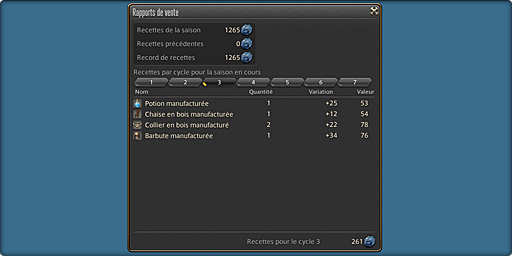 Rapports de vente
Recettes de la saison 1265
Recettes précédentes 0
Record de recettes 1265
Recettes par cycle pour la saison en cours
1 2 3 4 5 6 7
Nom Quantité Variation Valeur
Potion manufacturée 1 +25 53
Chaise en bois manufacturée 1 +12 54
Collier en bois manufacturé 2 +22 78
Barbute manufacturée 1 +34 76
Recettes pour le cycle 3 261